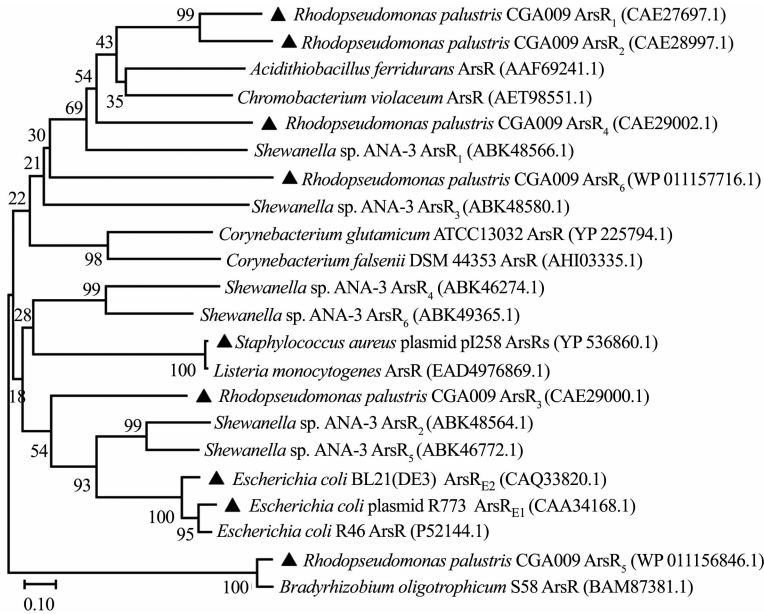 99 ▲ Rhodopseudomonas palustris CGA009 ArsR1 (CAE27697.1)
43 ▲ Rhodopseudomonas palustris CGA009 ArsR2 (CAE28997.1)
54 Acidithiobacillus ferridurans ArsR (AAF69241.1)
35 Chromobacterium violaceum ArsR (AET98551.1)
69 ▲ Rhodopseudomonas palustris CGA009 ArsR4 (CAE29002.1)
30 Shewanella sp. ANA-3 ArsR1 (ABK48566.1)
21 ▲ Rhodopseudomonas palustris CGA009 ArsR6 (WP 011157716.1)
22 Shewanella sp. ANA-3 ArsR3 (ABK48580.1)
Corynebacterium glutamicum ATCC13032 ArsR (YP 225794.1)
98 Corynebacterium falsenii DSM 44353 ArsR (AHI03335.1)
99 Shewanella sp. ANA-3 ArsR4 (ABK46274.1)
28 Shewanella sp. ANA-3 ArsR6 (ABK49365.1)
▲ Staphylococcus aureus plasmid pI258 ArsRs (YP 536860.1)
100 Listeria monocytogenes ArsR (EAD4976869.1)
18 ▲ Rhodopseudomonas palustris CGA009 ArsR3 (CAE29000.1)
99 Shewanella sp. ANA-3 ArsR2 (ABK48564.1)
54 Shewanella sp. ANA-3 ArsR5 (ABK46772.1)
93 ▲ Escherichia coli BL21(DE3) ArsRE2 (CAQ33820.1)
100 ▲ Escherichia coli plasmid R773 ArsRE1 (CAA34168.1)
95 Escherichia coli R46 ArsR (P52144.1)
▲ Rhodopseudomonas palustris CGA009 ArsR5 (WP 011156846.1)
100 Bradyrhizobium oligotrophicum S58 ArsR (BAM87381.1)
0.10